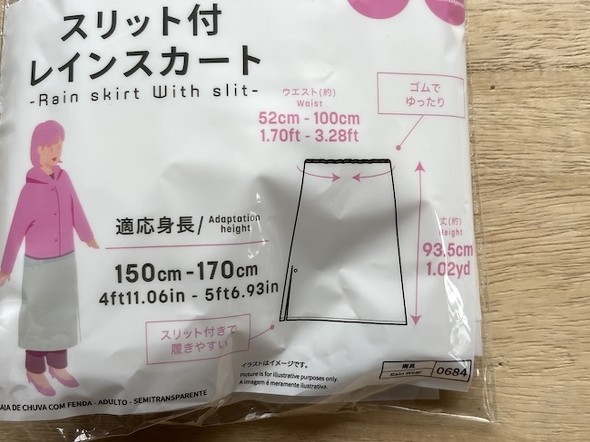 スリット付
レインスカート
-Rain skirt With slit-
ウエスト(約)
Waist
52cm - 100cm
1.70ft - 3.28ft
ゴムで
ゆったり
適応身長/Adaptation height
150cm-170cm
4ft11.06in - 5ft6.93in
丈(約)
Height
93.5cm
1.02yd
スリット付きで
履きやすい
イラストはイメージです。
Picture is for illustrative purposes only.
A imagem é meramente ilustrativa.
雨具
Rain Wear
0684
SAIA DE CHUVA COM FENDA - ADULTO - SEMITRANSPARENTE